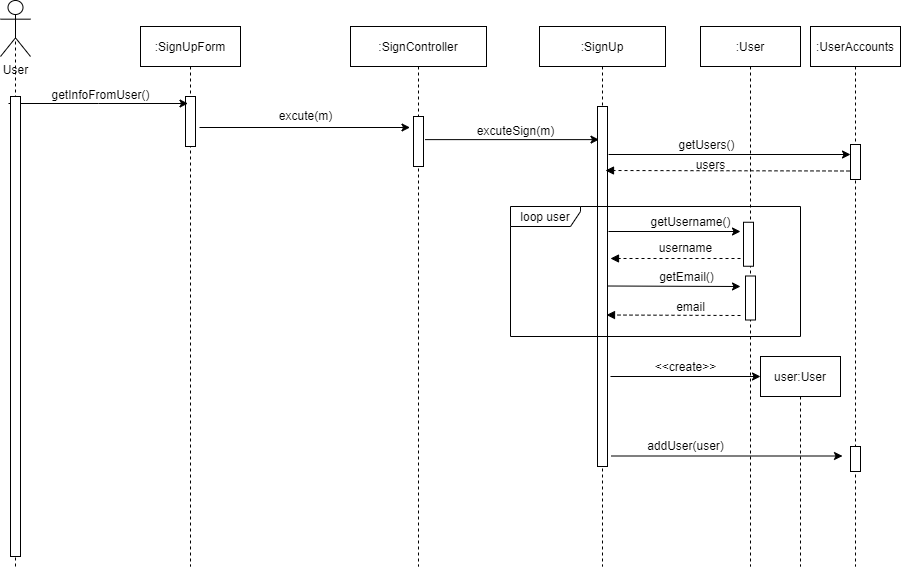 :SignUpForm
:SignController
:SignUp
:User
:UserAccounts
User
getInfoFromUser()
excute(m)
excuteSign(m)
getUsers()
users
loop user
getUsername()
username
getEmail()
email
<<create>>
user:User
addUser(user)